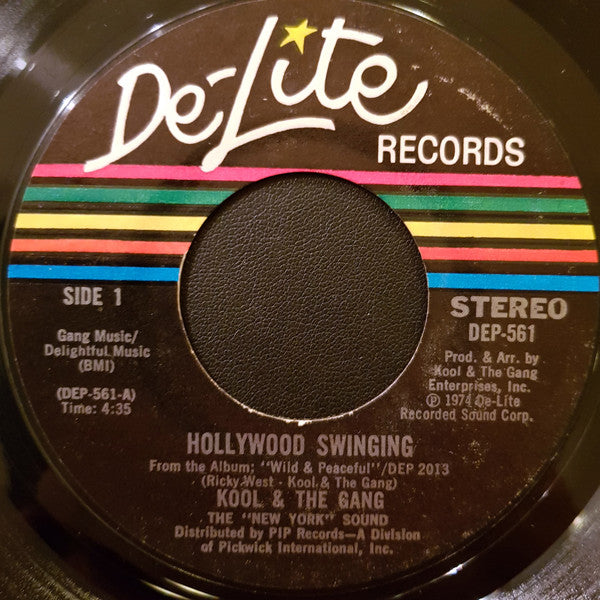 De-Lite
RECORDS
SIDE 1
Gang Music/
Delightful Music
(BMI)
(DEP-561-A)
Time: 4:35
STEREO
DEP-561
Prod. & Arr. by
Kool & The Gang
Enterprises, Inc.
℗ 1974 De-Lite
Recorded Sound Corp.
HOLLYWOOD SWINGING
From the Album; "Wild & Peaceful"/DEP 2013
(Ricky West - Kool & The Gang)
KOOL & THE GANG
THE "NEW YORK" SOUND
Distributed by PIP Records—A Division
of Pickwick International, Inc.